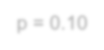 p = 0.10